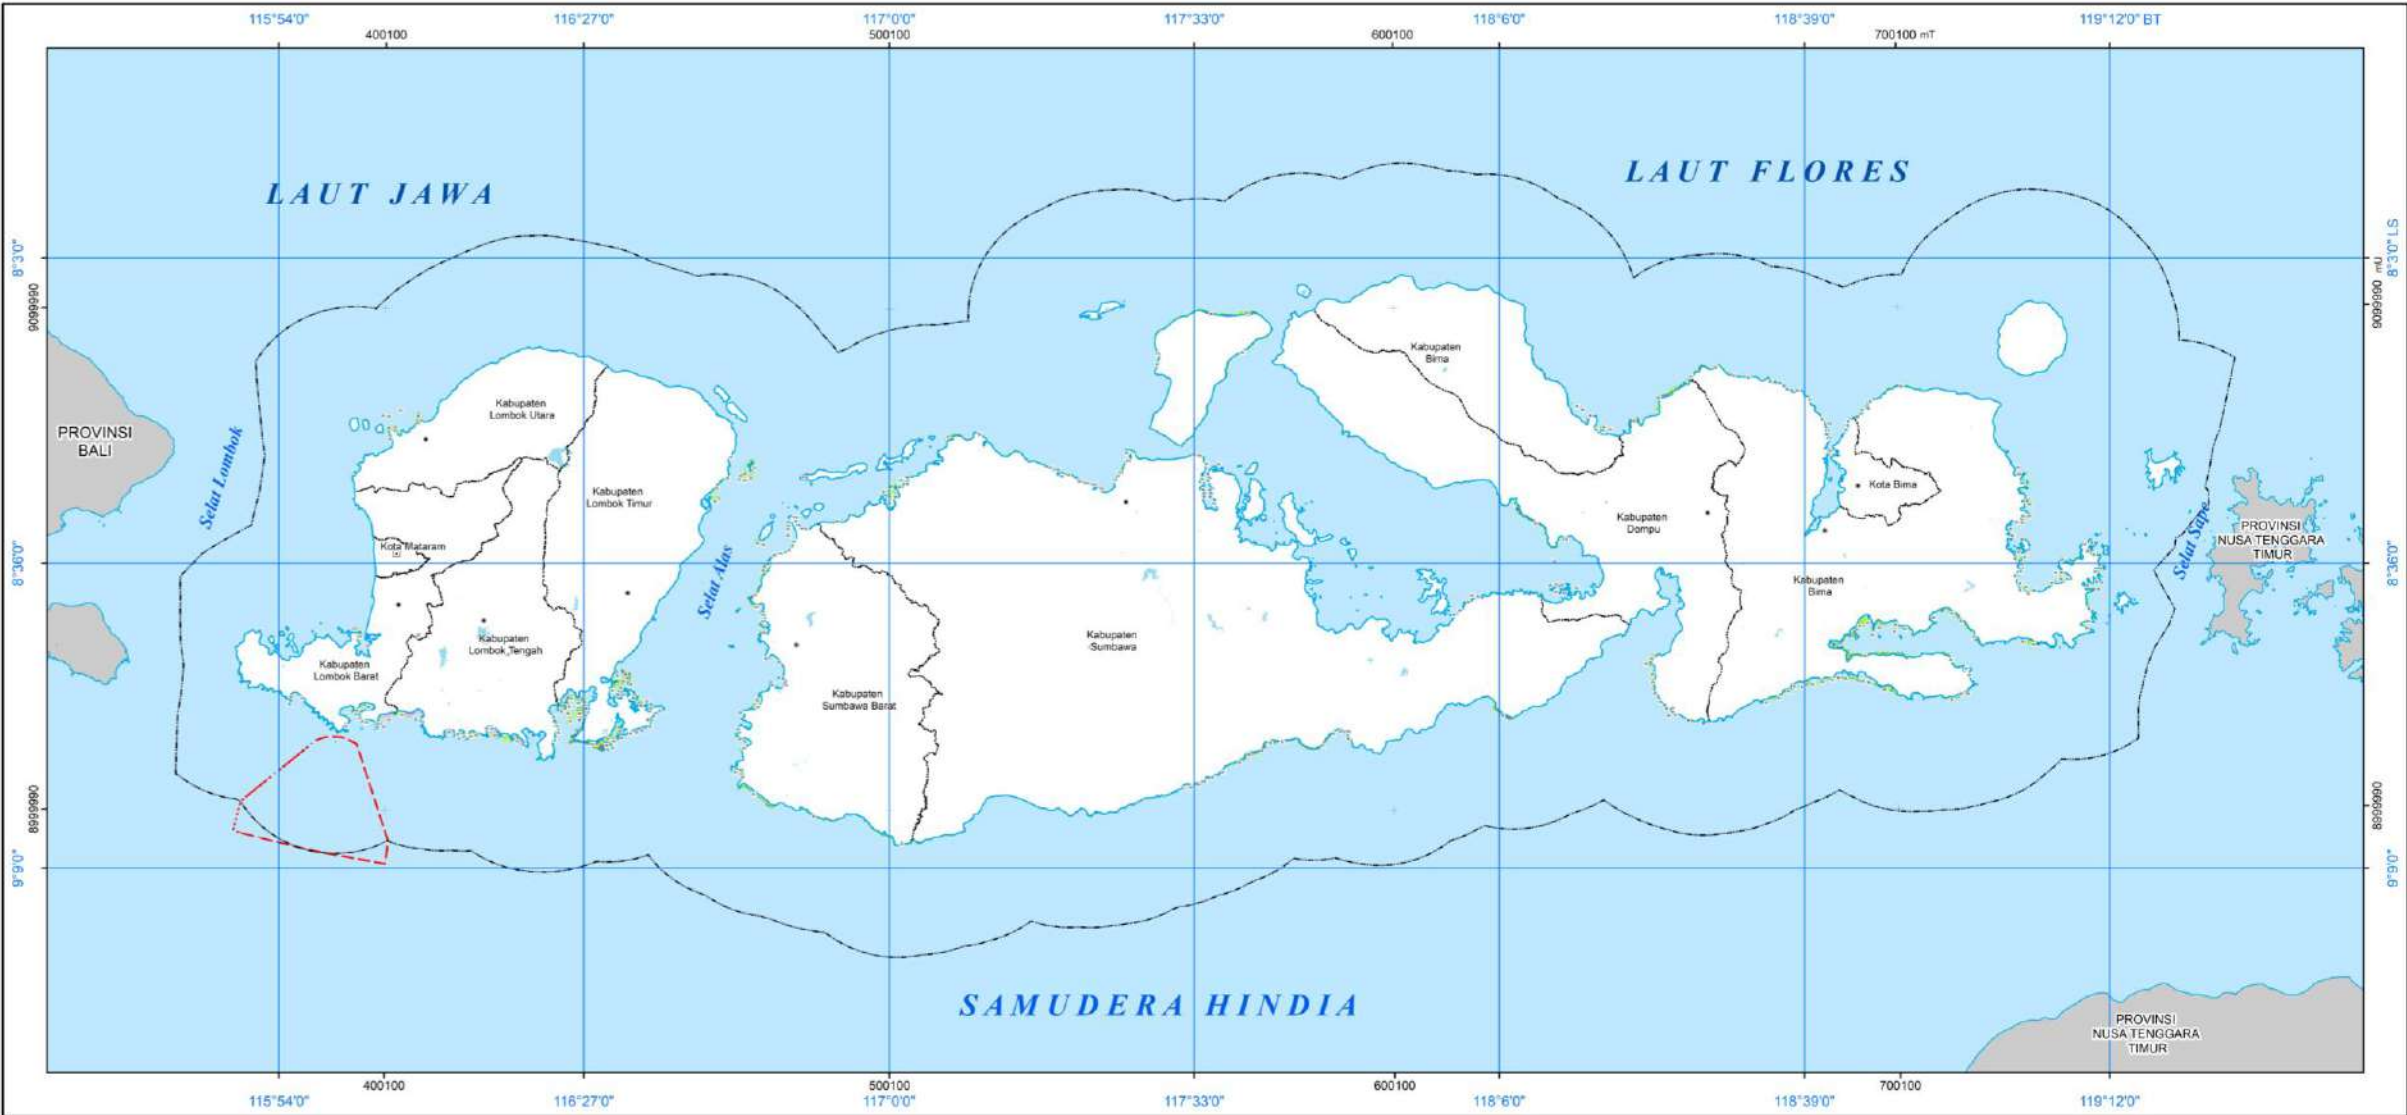 115°54'0" 116°27'0" 117°0'0" 117°33'0" 118°6'0" 118°39'0" 119°12'0" BT
400100 500100 600100 700100 mT
LAUT FLORES
LAUT JAWA
8°3'0"
8°3'0" LS
mU
9099990
9099990
Kabupaten
Bima
Kabupaten
Lombok Utara
PROVINSI
BALI
Selat Lombok
Kabupaten
Lombok Timur
Kota Bima
Kabupaten
Dompu
PROVINSI
NUSA TENGGARA
TIMUR
Selat Sape
Kota Mataram
8°36'0"
8°36'0"
Selat Alas
Kabupaten
Bima
Kabupaten
Sumbawa
Kabupaten
Lombok Tengah
Kabupaten
Lombok Barat
Kabupaten
Sumbawa Barat
8999990
8999990
9°9'0"
9°9'0"
SAMUDERA HINDIA
PROVINSI
NUSA TENGGARA
TIMUR
400100 500100 600100 700100
115°54'0" 116°27'0" 117°0'0" 117°33'0" 118°6'0" 118°39'0" 119°12'0"